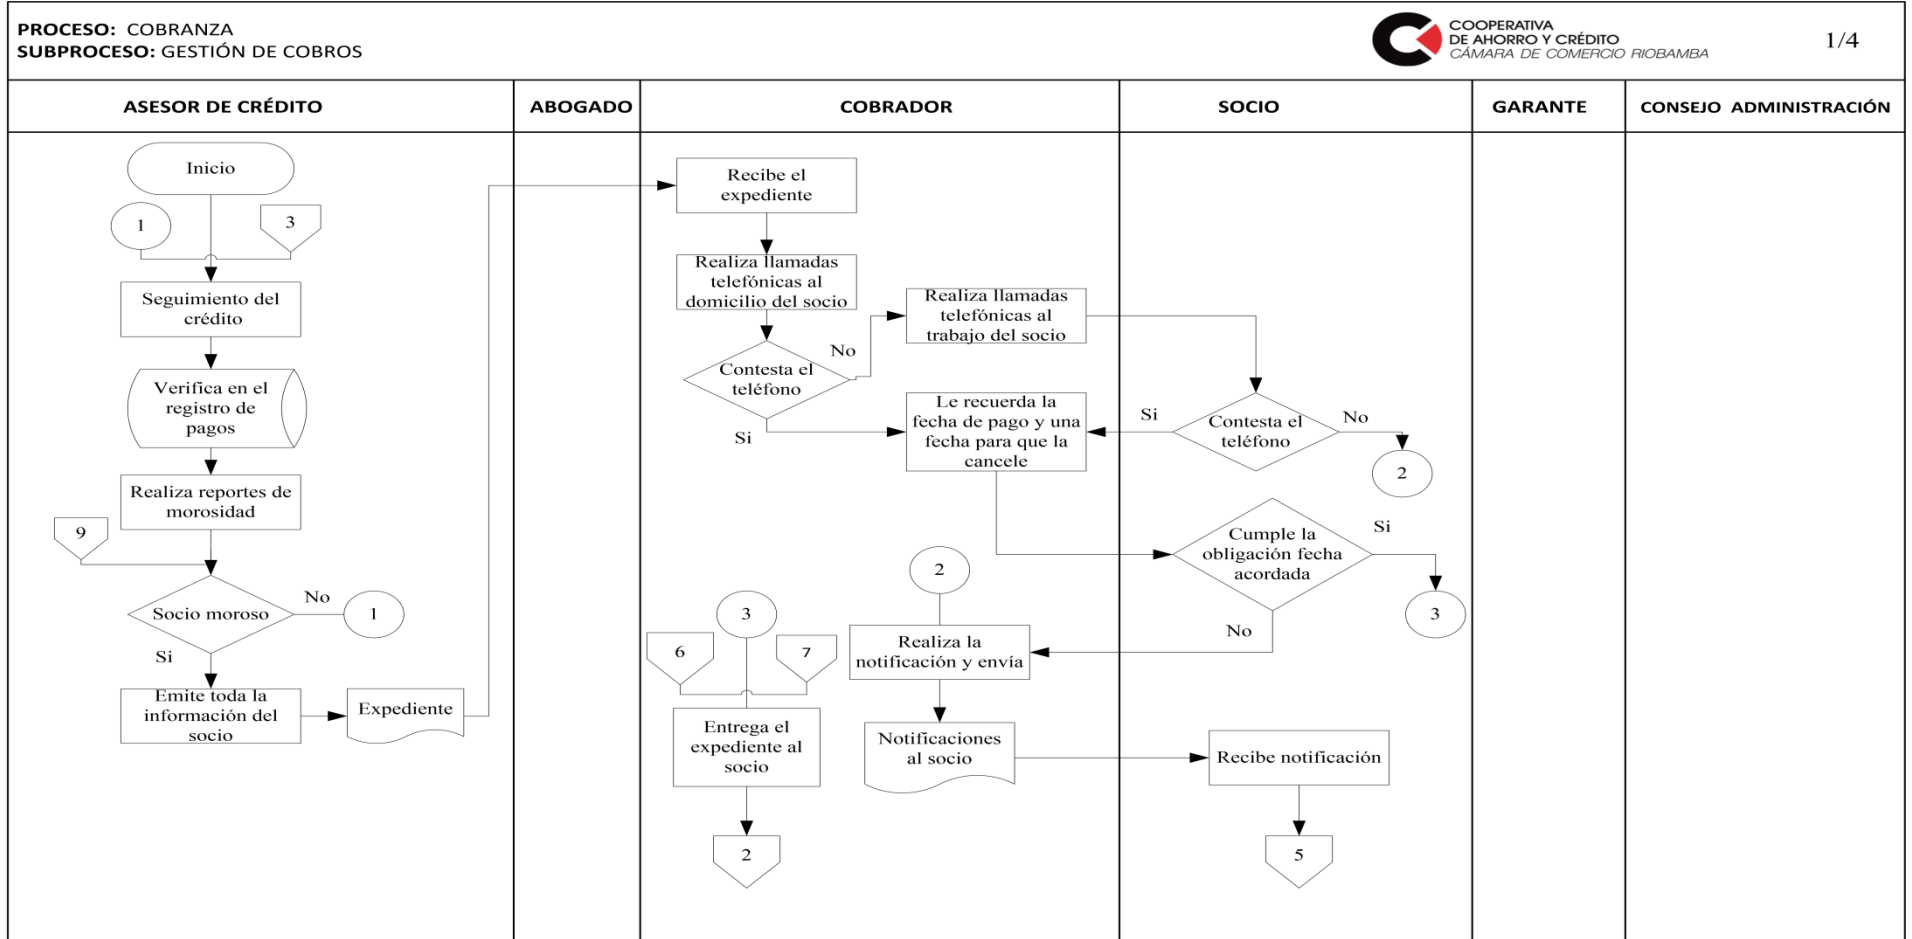 PROCESO: COBRANZA
SUBPROCESO: GESTIÓN DE COBROS
COOPERATIVA
DE AHORRO Y CRÉDITO
CÁMARA DE COMERCIO RIOBAMBA
1/4
ASESOR DE CRÉDITO
ABOGADO
COBRADOR
SOCIO
GARANTE
CONSEJO ADMINISTRACIÓN
Inicio
1
3
Seguimiento del
crédito
Verifica en el
registro de
pagos
Realiza reportes de
morosidad
9
Socio moroso
No
1
Si
Emite toda la
información del
socio
Expediente
Recibe el
expediente
Realiza llamadas
telefónicas al
domicilio del socio
Contesta el
teléfono
No
Si
Realiza llamadas
telefónicas al
trabajo del socio
Le recuerda la
fecha de pago y una
fecha para que la
cancele
Contesta el
teléfono
Si
No
2
Cumple la
obligación fecha
acordada
Si
3
No
2
3
6
7
Realiza la
notificación y envía
Entrega el
expediente al
socio
2
Notificaciones
al socio
Recibe notificación
5